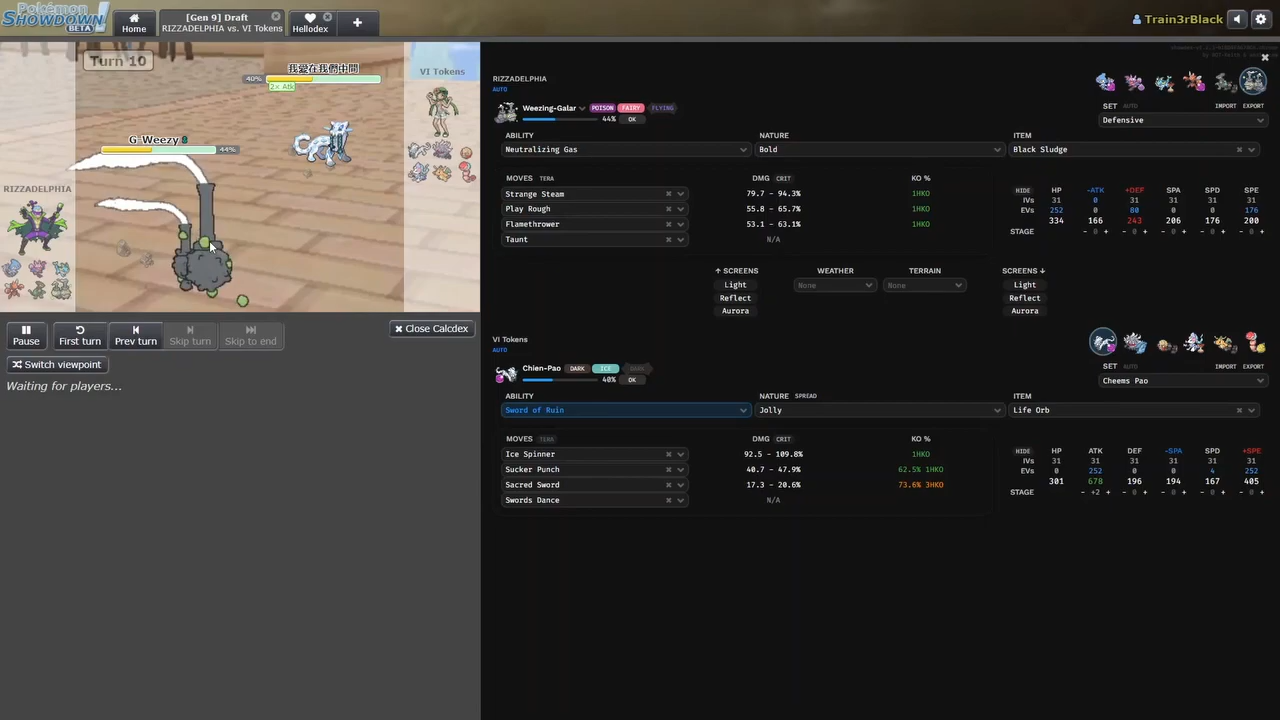 Pokémon
Showdown!
BETA
Home
[Gen 9] Draft
RIZZADELPHIA vs. VI Tokens
Hellodex
Train3rBlack
Turn 10
我愛在我們中間
40%
2x Atk
G-Weezy
44%
RIZZADELPHIA
VI Tokens
Pause
First turn
Prev turn
Skip turn
Skip to end
Close Calcdex
Switch viewpoint
Waiting for players...
RIZZADELPHIA
AUTO
Weezing-Galar POISON FAIRY FLYING
44% OK
SET AUTO IMPORT EXPORT
Defensive
ABILITY NATURE ITEM
Neutralizing Gas Bold Black Sludge
MOVES TERA DMG CRIT KO %
Strange Steam 79.7 - 94.3% 1HKO
Play Rough 55.8 - 65.7% 1HKO
Flamethrower 53.1 - 63.1% 1HKO
Taunt N/A
HIDE HP -ATK +DEF SPA SPD SPE
IVs 31 0 31 31 31 31
EVs 252 0 80 0 0 176
334 166 243 206 176 200
STAGE - 0 + - 0 + - 0 + - 0 + - 0 +
↑ SCREENS WEATHER TERRAIN SCREENS ↓
Light None None Light
Reflect Reflect
Aurora Aurora
VI Tokens
AUTO
Chien-Pao DARK ICE DARK
40% OK
SET AUTO IMPORT EXPORT
Cheems Pao
ABILITY NATURE SPREAD ITEM
Sword of Ruin Jolly Life Orb
MOVES TERA DMG CRIT KO %
Ice Spinner 92.5 - 109.8% 1HKO
Sucker Punch 40.7 - 47.9% 62.5% 1HKO
Sacred Sword 17.3 - 20.6% 73.6% 3HKO
Swords Dance N/A
HIDE HP ATK DEF -SPA SPD +SPE
IVs 31 31 31 31 31 31
EVs 0 252 0 0 4 252
301 678 196 194 167 405
STAGE - +2 + - 0 + - 0 + - 0 + - 0 +